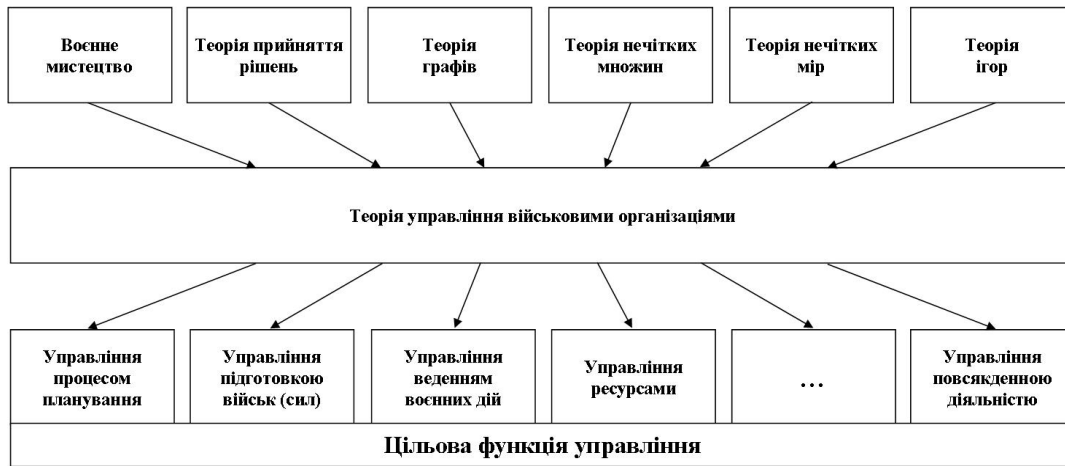 Воєнне
мистецтво
Теорія прийняття
рішень
Теорія
графів
Теорія нечітких
множин
Теорія нечітких
мір
Теорія
ігор
Теорія управління військовими організаціями
Управління
процесом
планування
Управління
підготовкою
військ (сил)
Управління
веденням
воєнних дій
Управління
ресурсами
...
Управління
повсякденною
діяльністю
Цільова функція управління